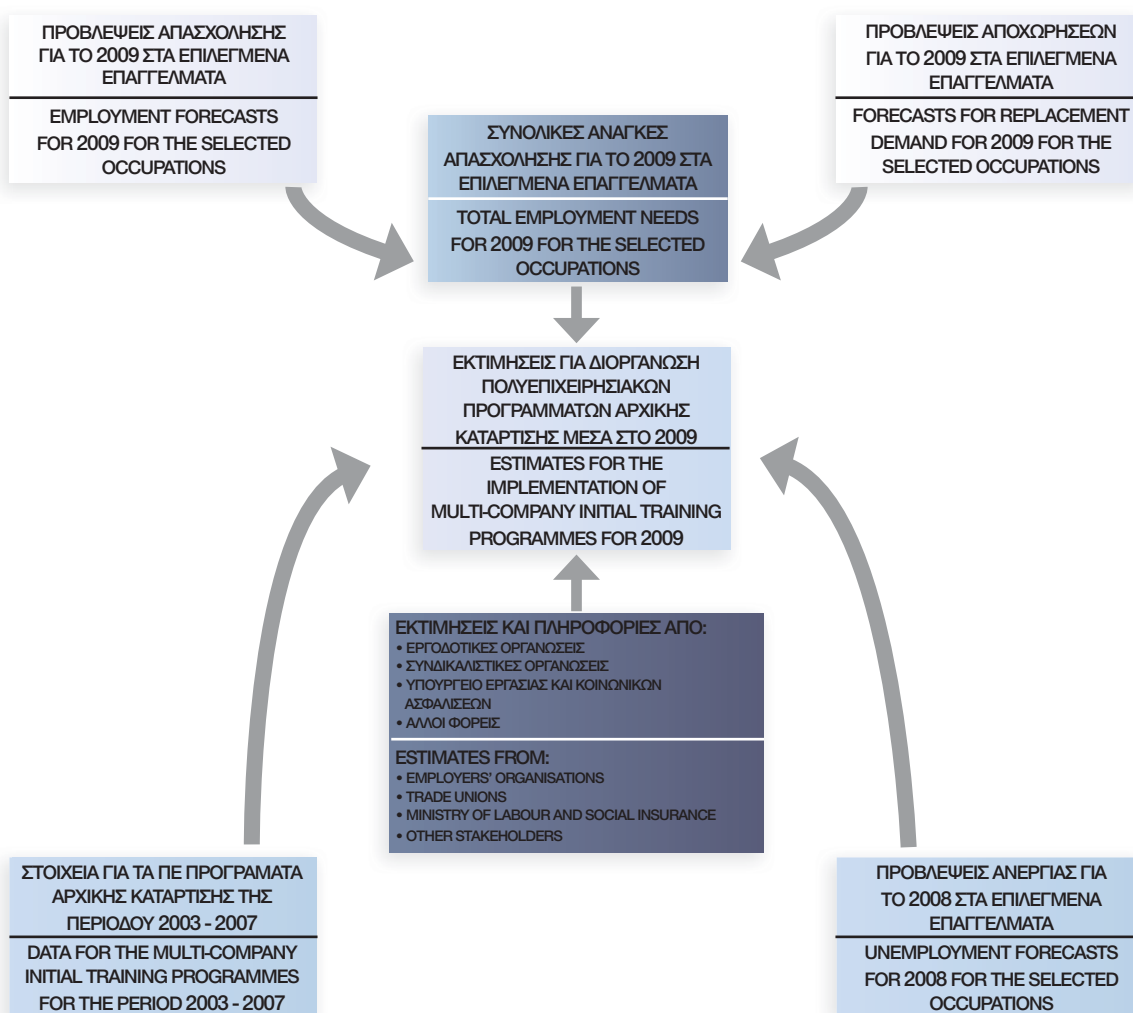 ΠΡΟΒΛΕΨΕΙΣ ΑΠΑΣΧΟΛΗΣΗΣ
ΓΙΑ ΤΟ 2009 ΣΤΑ ΕΠΙΛΕΓΜΕΝΑ
ΕΠΑΓΓΕΛΜΑΤΑ
EMPLOYMENT FORECASTS
FOR 2009 FOR THE SELECTED
OCCUPATIONS
ΠΡΟΒΛΕΨΕΙΣ ΑΠΟΧΩΡΗΣΕΩΝ
ΓΙΑ ΤΟ 2009 ΣΤΑ ΕΠΙΛΕΓΜΕΝΑ
ΕΠΑΓΓΕΛΜΑΤΑ
FORECASTS FOR REPLACEMENT
DEMAND FOR 2009 FOR THE
SELECTED OCCUPATIONS
ΣΥΝΟΛΙΚΕΣ ΑΝΑΓΚΕΣ
ΑΠΑΣΧΟΛΗΣΗΣ ΓΙΑ ΤΟ 2009 ΣΤΑ
ΕΠΙΛΕΓΜΕΝΑ ΕΠΑΓΓΕΛΜΑΤΑ
TOTAL EMPLOYMENT NEEDS
FOR 2009 FOR THE SELECTED
OCCUPATIONS
ΕΚΤΙΜΗΣΕΙΣ ΓΙΑ ΔΙΟΡΓΑΝΩΣΗ
ΠΟΛΥΕΠΙΧΕΙΡΗΣΙΑΚΩΝ
ΠΡΟΓΡΑΜΜΑΤΩΝ ΑΡΧΙΚΗΣ
ΚΑΤΑΡΤΙΣΗΣ ΜΕΣΑ ΣΤΟ 2009
ESTIMATES FOR THE
IMPLEMENTATION OF
MULTI-COMPANY INITIAL TRAINING
PROGRAMMES FOR 2009
ΕΚΤΙΜΗΣΕΙΣ ΚΑΙ ΠΛΗΡΟΦΟΡΙΕΣ ΑΠΟ:
• ΕΡΓΟΔΟΤΙΚΕΣ ΟΡΓΑΝΩΣΕΙΣ
• ΣΥΝΔΙΚΑΛΙΣΤΙΚΕΣ ΟΡΓΑΝΩΣΕΙΣ
• ΥΠΟΥΡΓΕΙΟ ΕΡΓΑΣΙΑΣ ΚΑΙ ΚΟΙΝΩΝΙΚΩΝ
ΑΣΦΑΛΙΣΕΩΝ
• ΑΛΛΟΙ ΦΟΡΕΙΣ
ESTIMATES FROM:
• EMPLOYERS' ORGANISATIONS
• TRADE UNIONS
• MINISTRY OF LABOUR AND SOCIAL INSURANCE
• OTHER STAKEHOLDERS
ΣΤΟΙΧΕΙΑ ΓΙΑ ΤΑ ΠΕ ΠΡΟΓΡΑΜΑΤΑ
ΑΡΧΙΚΗΣ ΚΑΤΑΡΤΙΣΗΣ ΤΗΣ
ΠΕΡΙΟΔΟΥ 2003 - 2007
DATA FOR THE MULTI-COMPANY
INITIAL TRAINING PROGRAMMES
FOR THE PERIOD 2003 - 2007
ΠΡΟΒΛΕΨΕΙΣ ΑΝΕΡΓΙΑΣ ΓΙΑ
ΤΟ 2008 ΣΤΑ ΕΠΙΛΕΓΜΕΝΑ
ΕΠΑΓΓΕΛΜΑΤΑ
UNEMPLOYMENT FORECASTS
FOR 2008 FOR THE SELECTED
OCCUPATIONS